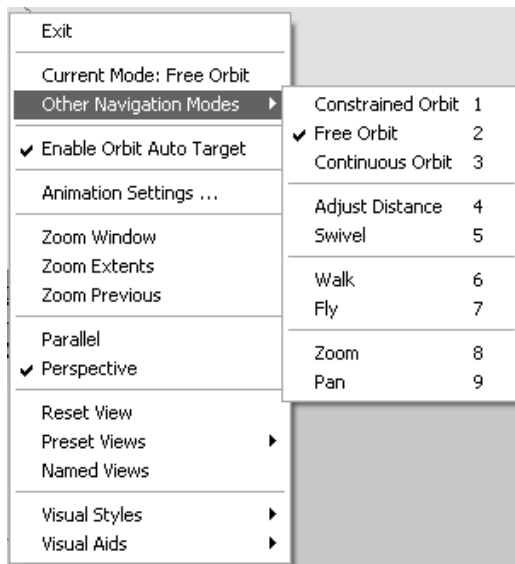 Exit
Current Mode: Free Orbit
Other Navigation Modes
Enable Orbit Auto Target
Animation Settings ...
Zoom Window
Zoom Extents
Zoom Previous
Parallel
Perspective
Reset View
Preset Views
Named Views
Visual Styles
Visual Aids
Constrained Orbit 1
Free Orbit 2
Continuous Orbit 3
Adjust Distance 4
Swivel 5
Walk 6
Fly 7
Zoom 8
Pan 9